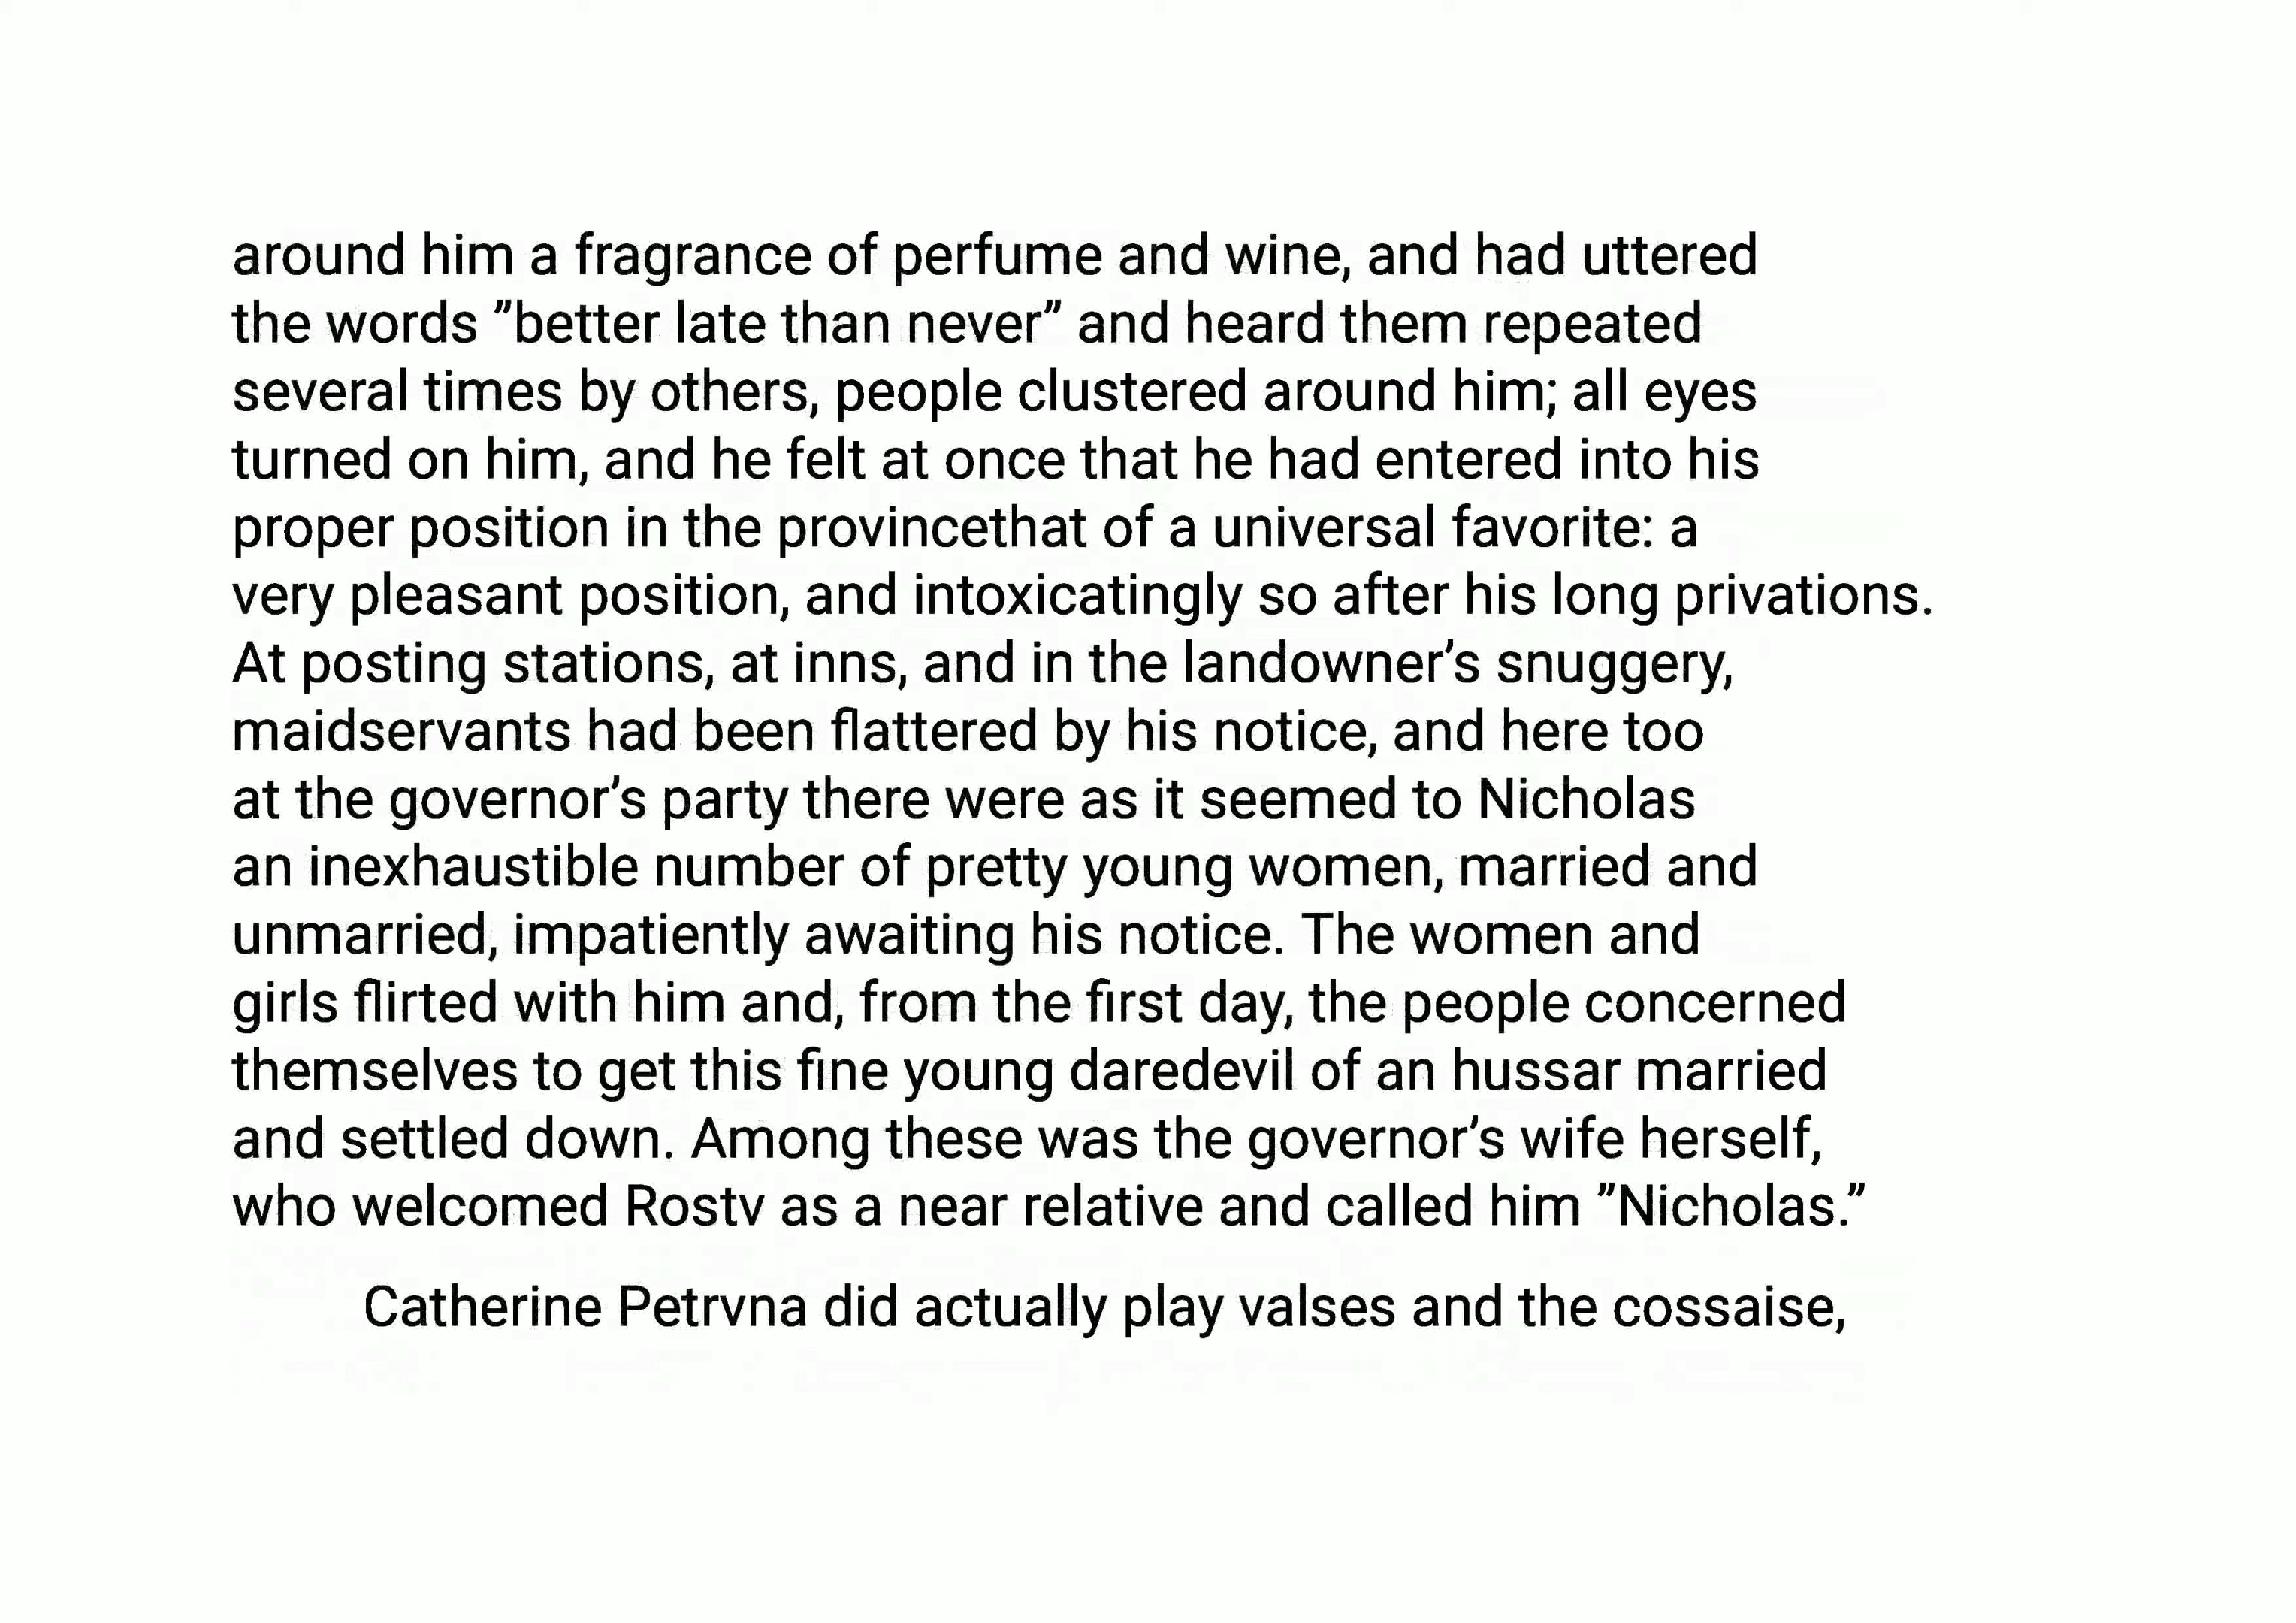 around him a fragrance of perfume and wine, and had uttered
the words ”better late than never” and heard them repeated
several times by others, people clustered around him; all eyes
turned on him, and he felt at once that he had entered into his
proper position in the provincethat of a universal favorite: a
very pleasant position, and intoxicatingly so after his long privations.
At posting stations, at inns, and in the landowner’s snuggery,
maidservants had been flattered by his notice, and here too
at the governor’s party there were as it seemed to Nicholas
an inexhaustible number of pretty young women, married and
unmarried, impatiently awaiting his notice. The women and
girls flirted with him and, from the first day, the people concerned
themselves to get this fine young daredevil of an hussar married
and settled down. Among these was the governor’s wife herself,
who welcomed Rostv as a near relative and called him ”Nicholas.”
Catherine Petrvna did actually play valses and the cossaise,